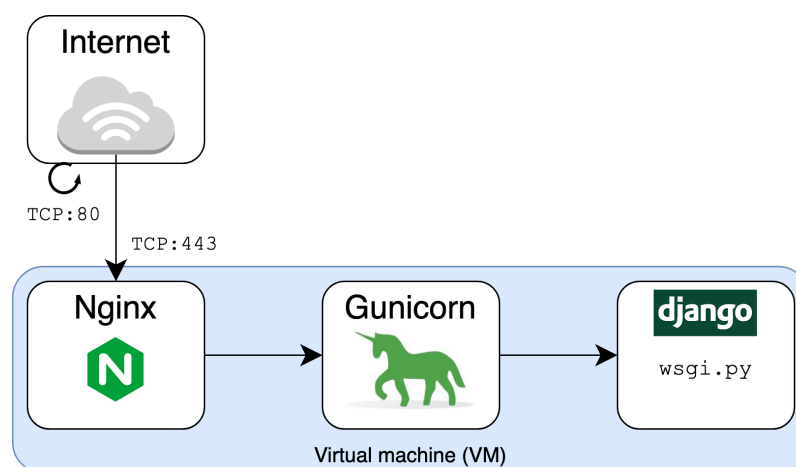 Internet
TCP:80
TCP:443
Nginx
N
Gunicorn
django
wsgi.py
Virtual machine (VM)